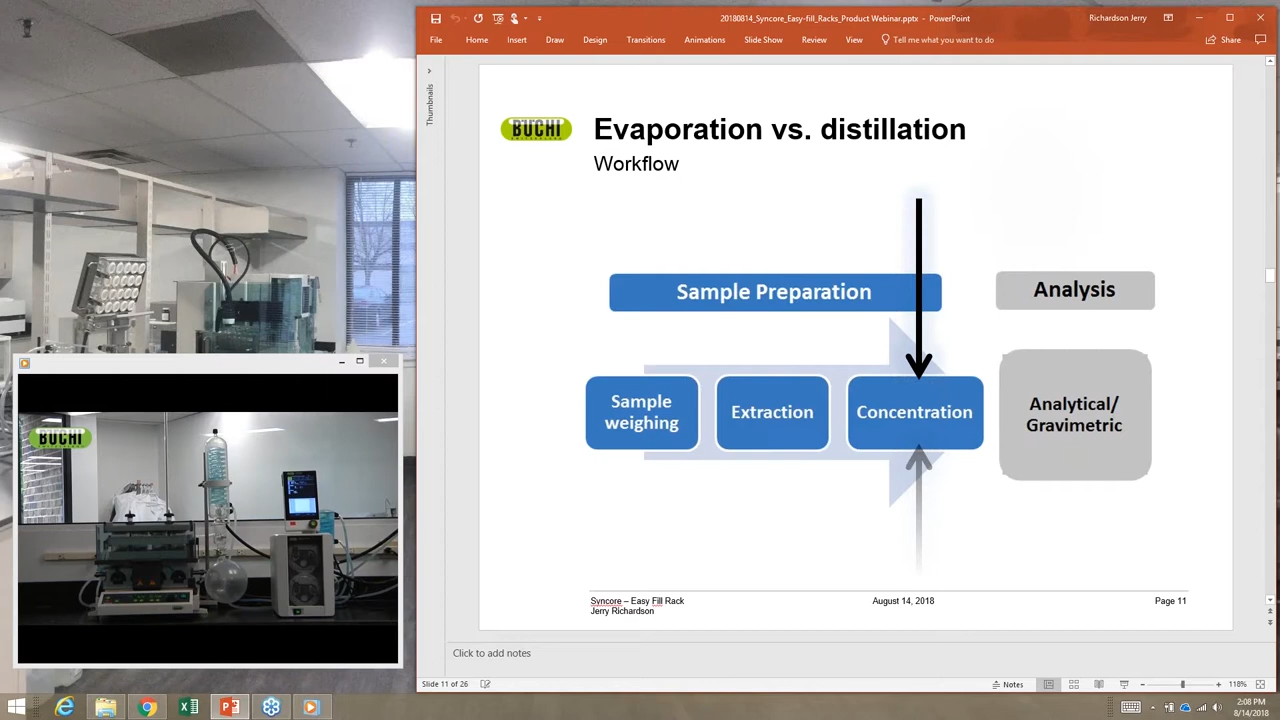 20180814_Syncore_Easy-fill_Racks_Product Webinar.pptx - PowerPoint
Richardson Jerry
File Home Insert Draw Design Transitions Animations Slide Show Review View Tell me what you want to do Share
Thumbnails
BUCHI
Evaporation vs. distillation
Workflow
Sample Preparation
Analysis
Sample
weighing
Extraction
Concentration
Analytical/
Gravimetric
BUCHI
Syncore – Easy Fill Rack
Jerry Richardson
August 14, 2018
Page 11
Click to add notes
Slide 11 of 26
Notes
118%
2:08 PM
8/14/2018